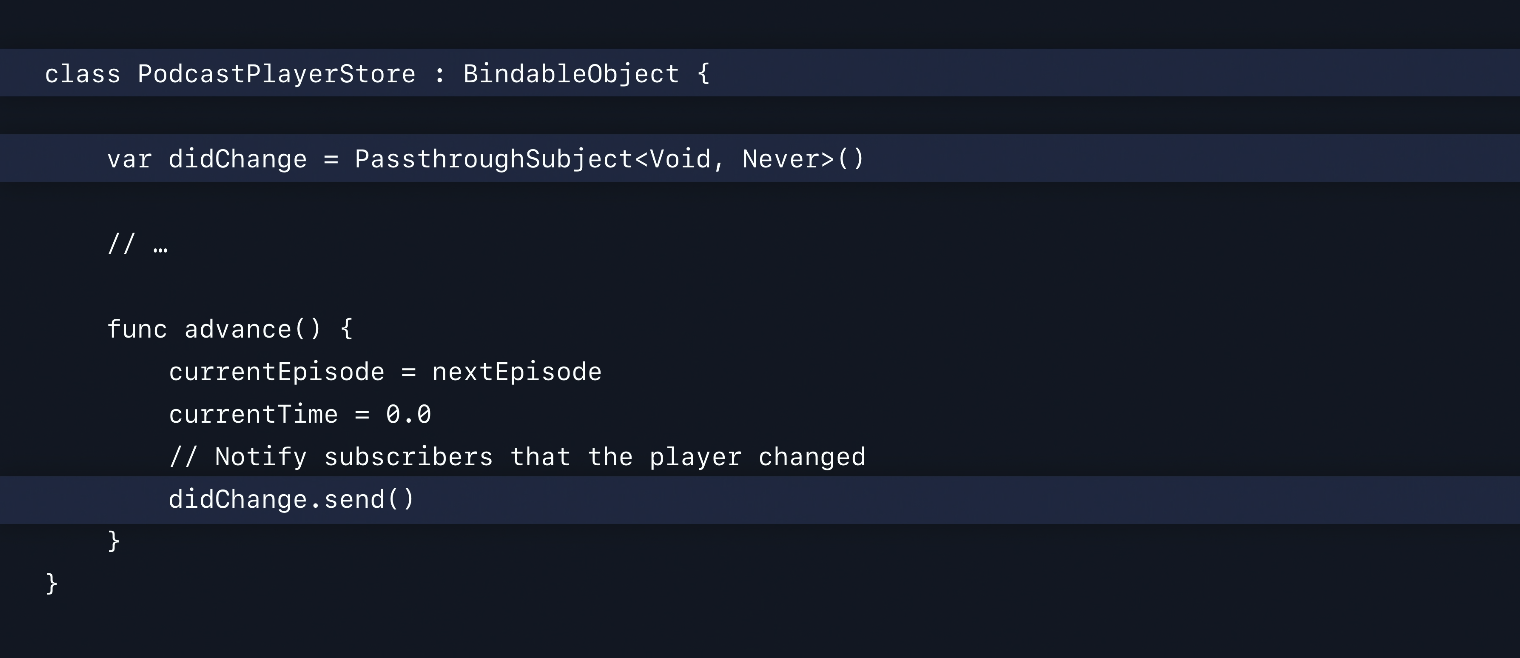 class PodcastPlayerStore : BindableObject {
var didChange = PassthroughSubject<Void, Never>()
// …
func advance() {
currentEpisode = nextEpisode
currentTime = 0.0
// Notify subscribers that the player changed
didChange.send()
}
}